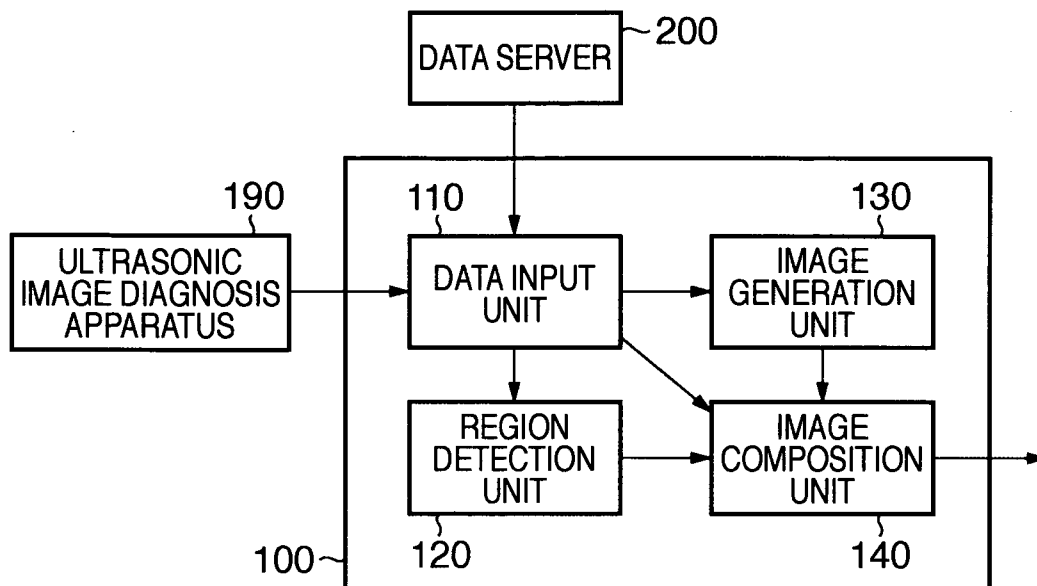 DATA SERVER
200
190
ULTRASONIC
IMAGE DIAGNOSIS
APPARATUS
110
DATA INPUT
UNIT
130
IMAGE
GENERATION
UNIT
REGION
DETECTION
UNIT
120
IMAGE
COMPOSITION
UNIT
140
100